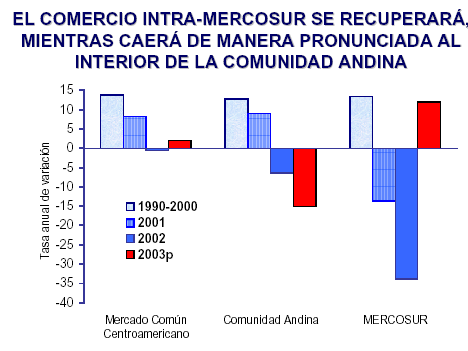 EL COMERCIO INTRA-MERCOSUR SE RECUPERARÁ,
MIENTRAS CAERÁ DE MANERA PRONUNCIADA AL
INTERIOR DE LA COMUNIDAD ANDINA
Tasa anual de variación
15
10
5
0
-5
-10
-15
-20
-25
-30
-35
-40
1990-2000
2001
2002
2003p
Mercado Común
Centroamericano
Comunidad Andina
MERCOSUR